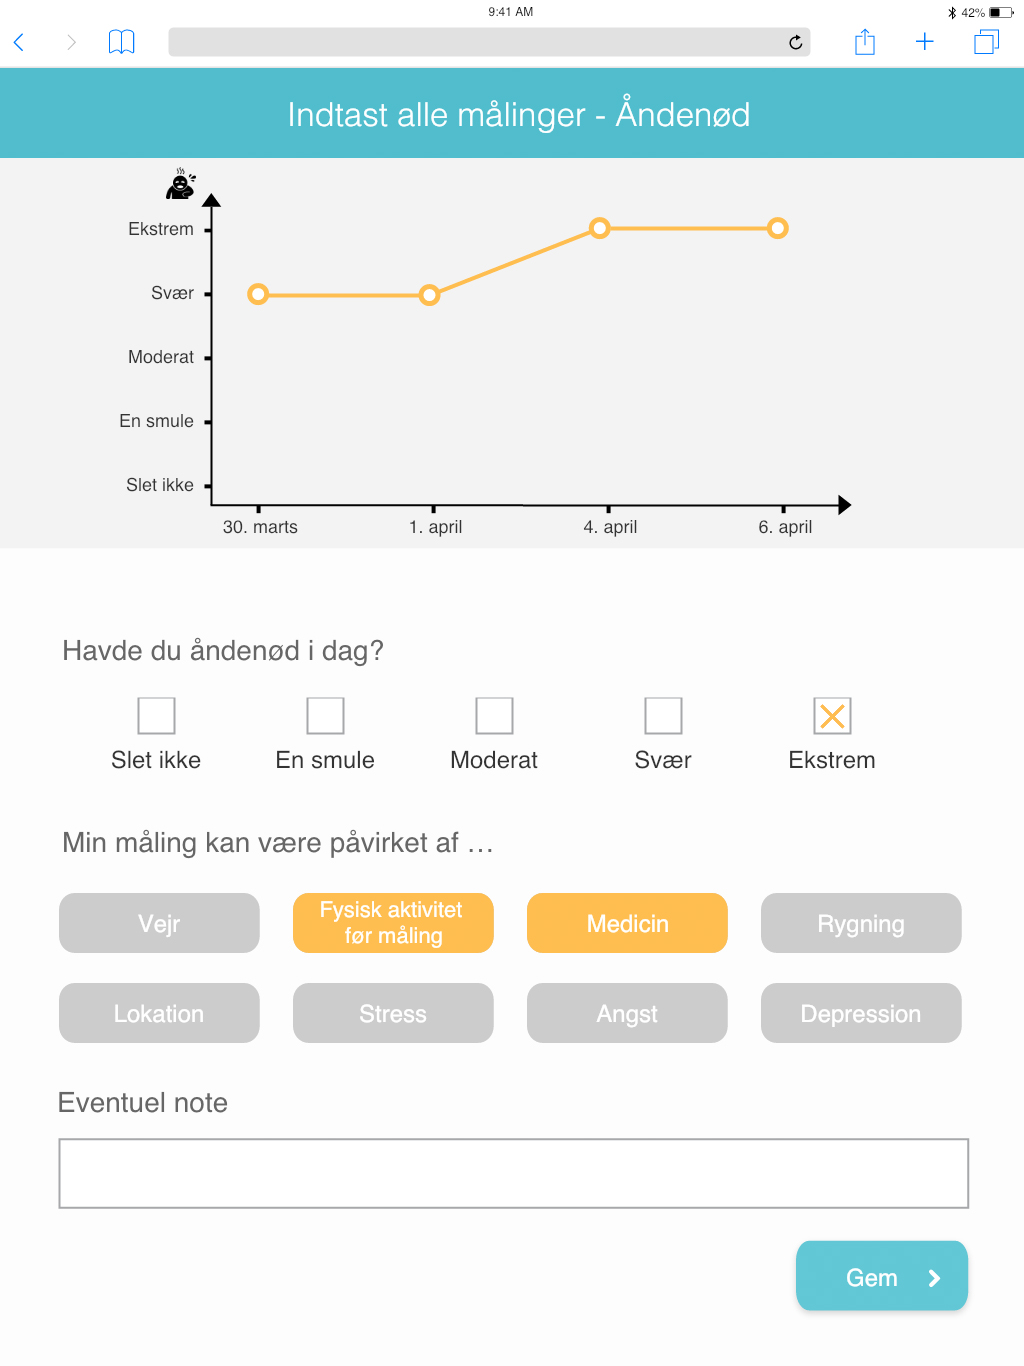 9:41 AM
42%
Indtast alle målinger - Åndenød
Ekstrem
Svær
Moderat
En smule
Slet ikke
30. marts
1. april
4. april
6. april
Havde du åndenød i dag?
Slet ikke
En smule
Moderat
Svær
Ekstrem
Min måling kan være påvirket af …
Vejr
Fysisk aktivitet
før måling
Medicin
Rygning
Lokation
Stress
Angst
Depression
Eventuel note
Gem